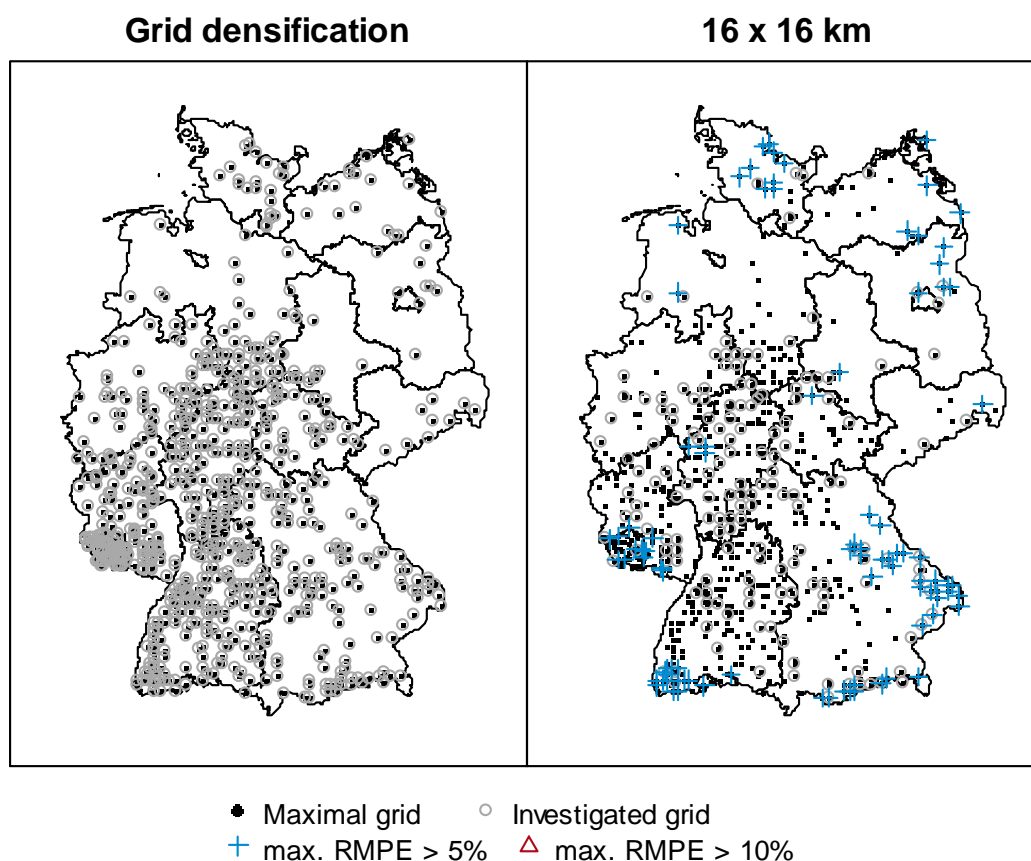 Grid densification
16 x 16 km
Maximal grid
Investigated grid
max. RMPE > 5%
max. RMPE > 10%